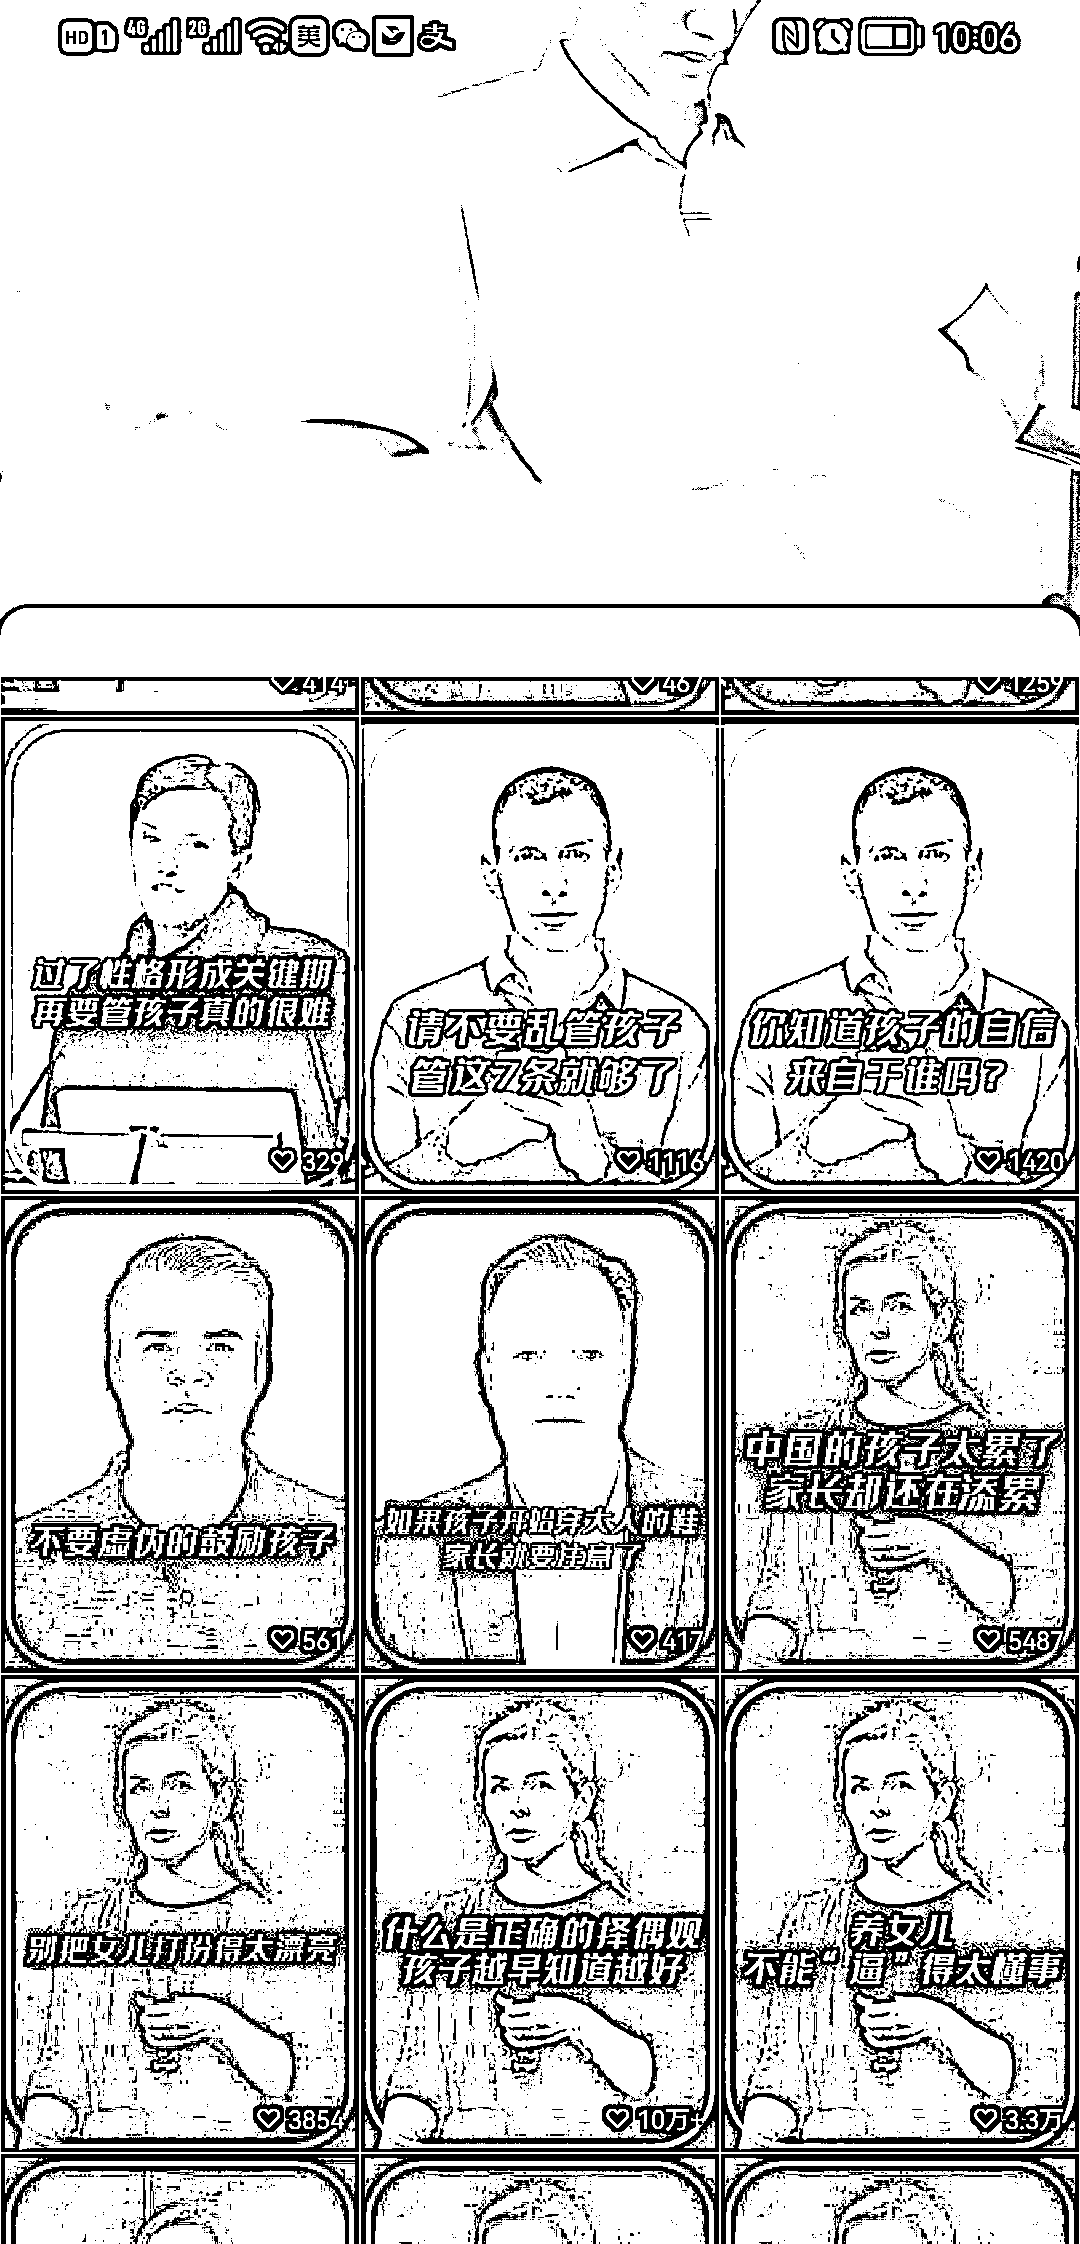 HD 1 4G 2G 英 支 10:06
414 467 1259
过了性格形成关键期
再要管孩子真的很难
329
请不要乱管孩子
管这7条就够了
1116
你知道孩子的自信
来自于谁吗?
1420
不要虚伪的鼓励孩子
561
如果孩子开始穿大人的鞋
家长就要注意了
417
中国的孩子太累了
家长却还在添累
5487
别把女儿打扮得太漂亮
3854
什么是正确的择偶观
孩子越早知道越好
10万+
养女儿
不能“逼”得太懂事
3.3万